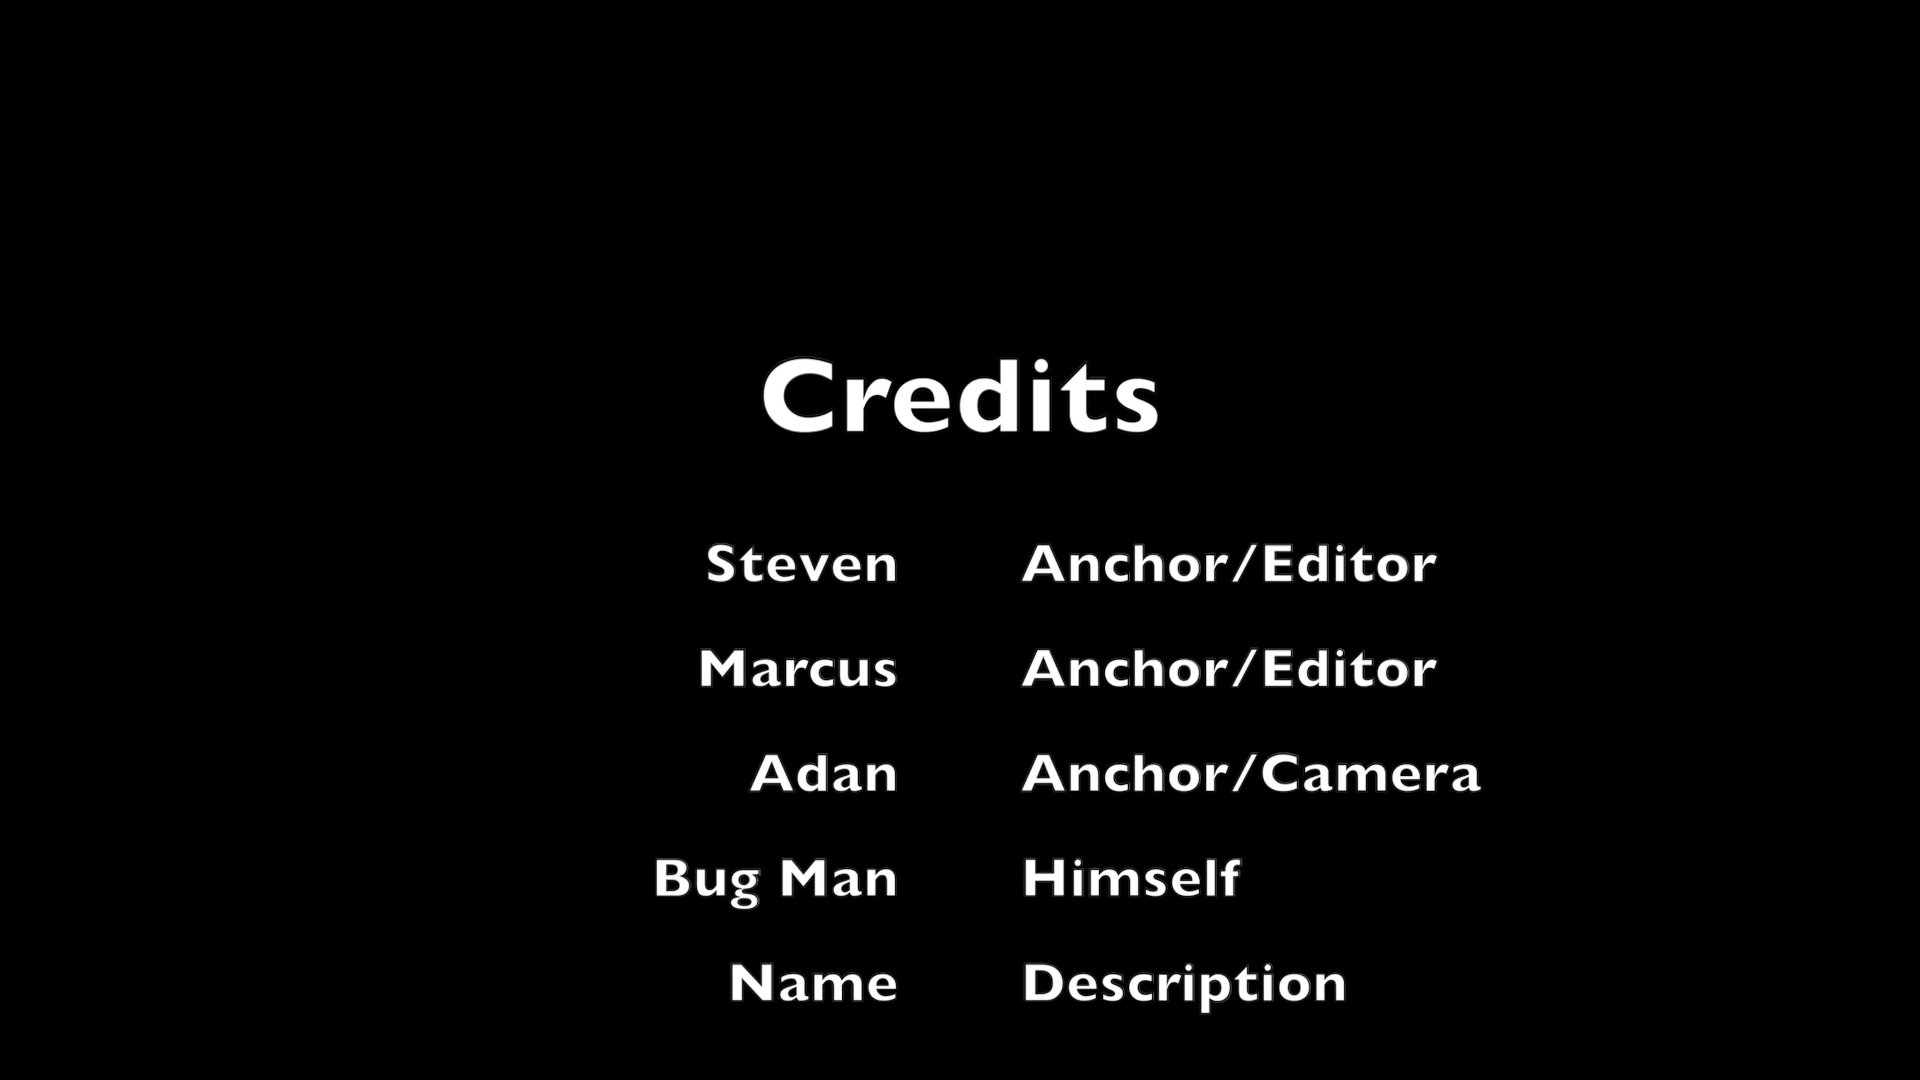 Credits
Steven Anchor/Editor
Marcus Anchor/Editor
Adan Anchor/Camera
Bug Man Himself
Name Description